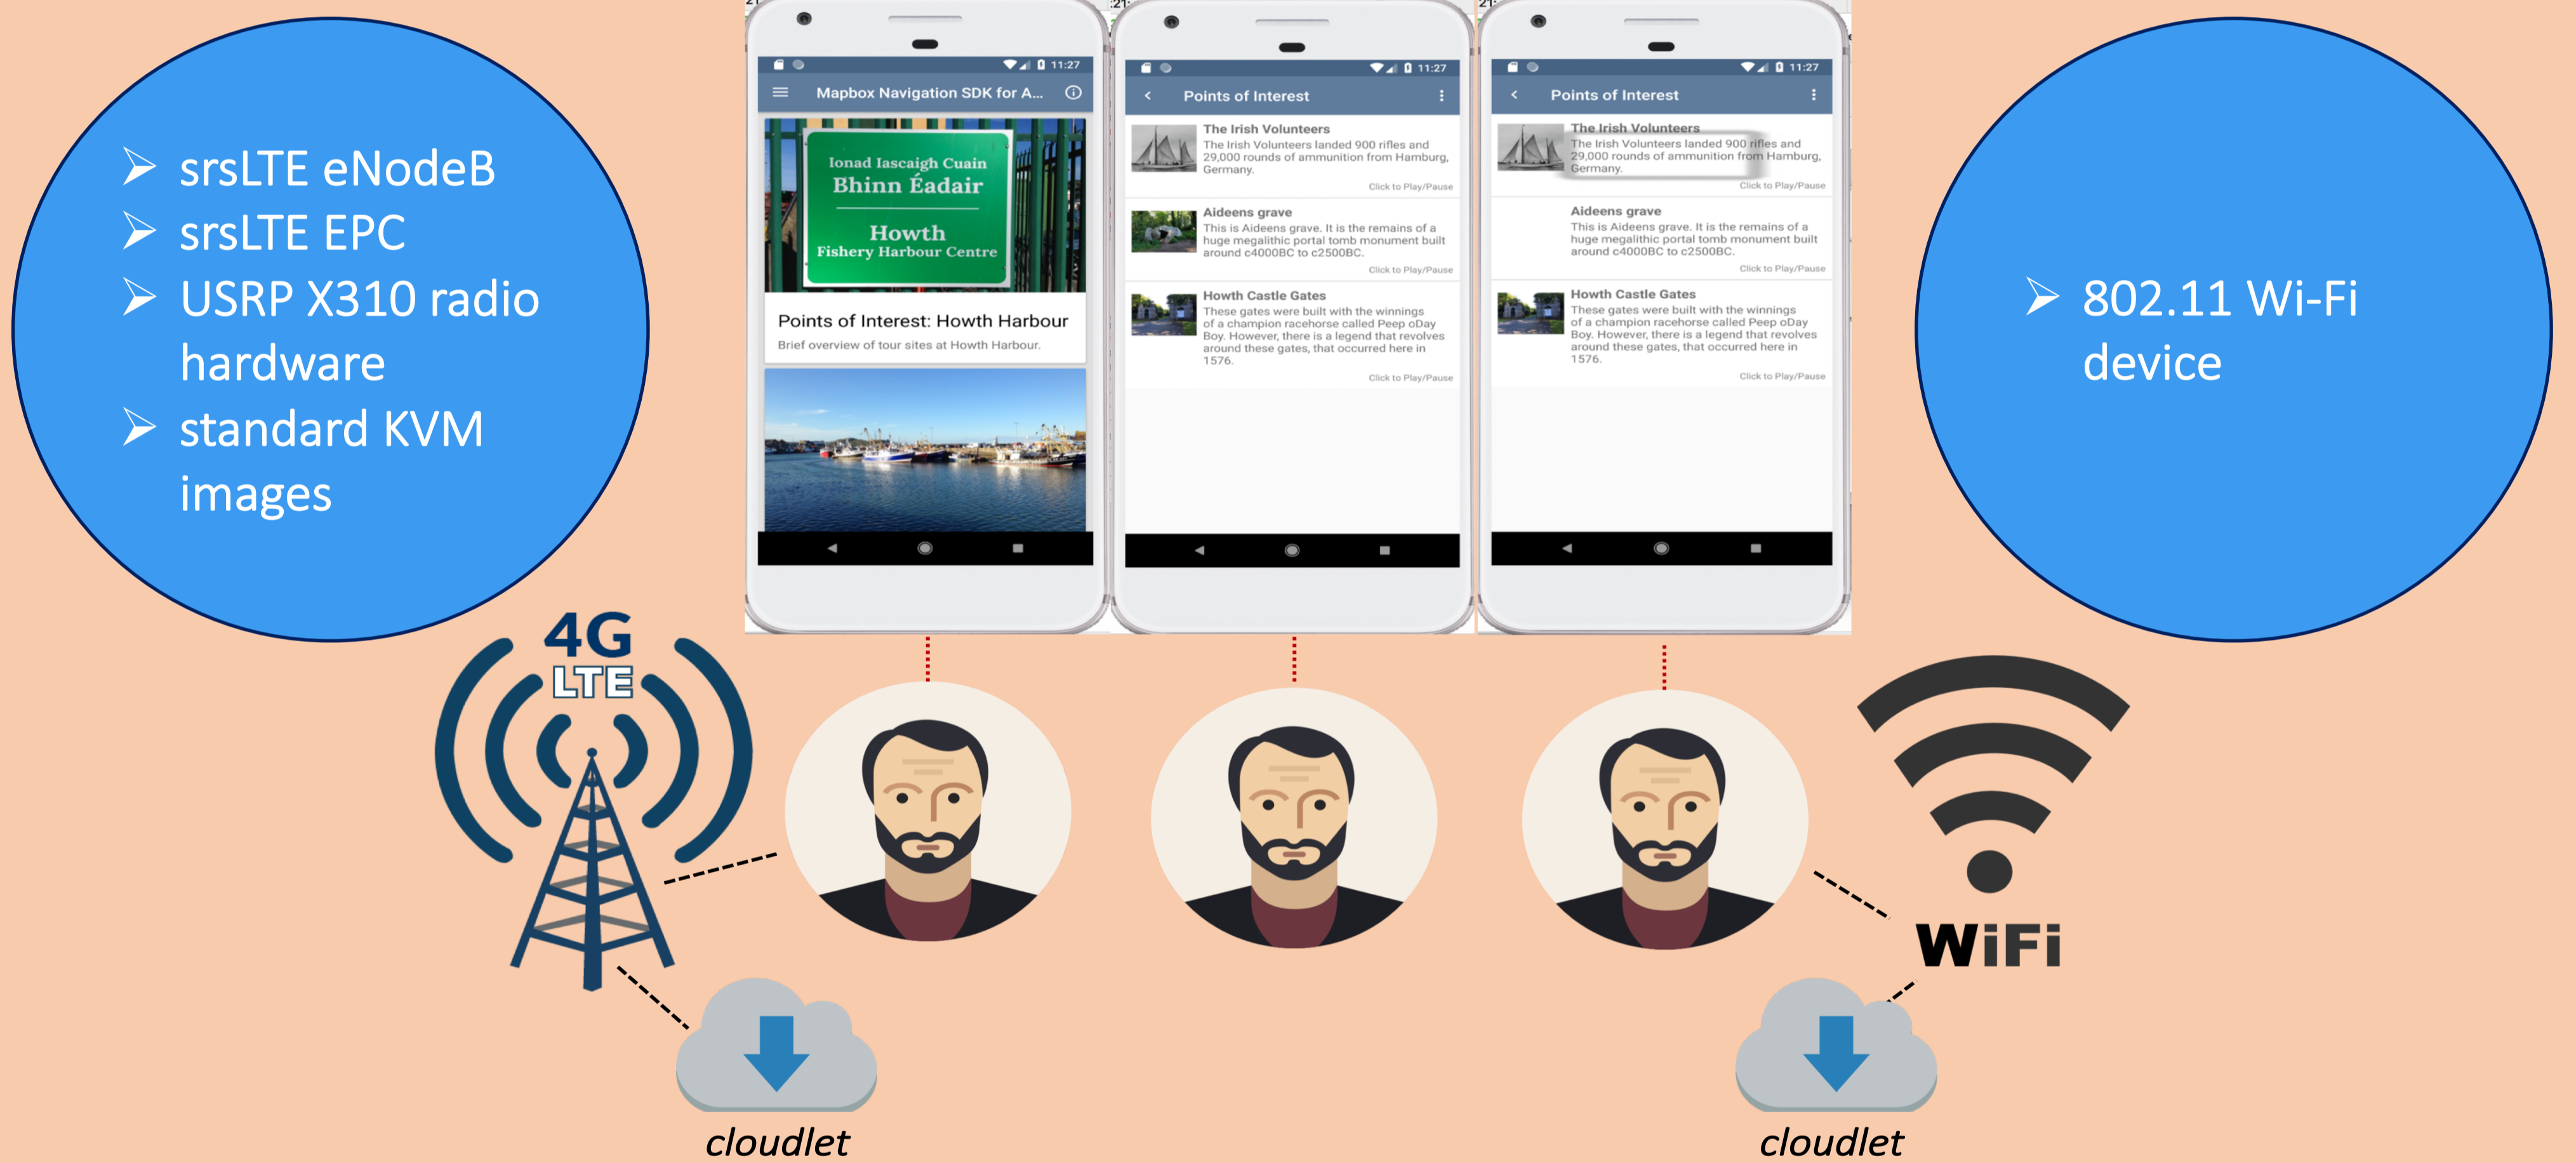 srsLTE eNodeB
srsLTE EPC
USRP X310 radio
hardware
standard KVM
images
11:27
Mapbox Navigation SDK for A...
Ionad Iascaigh Cuain
Bhinn Éadair
Howth
Fishery Harbour Centre
Points of Interest: Howth Harbour
Brief overview of tour sites at Howth Harbour.
:21:
11:27
Points of Interest
The Irish Volunteers
The Irish Volunteers landed 900 rifles and
29,000 rounds of ammunition from Hamburg,
Germany.
Click to Play/Pause
Aideens grave
This is Aideens grave. It is the remains of a
huge megalithic portal tomb monument built
around c4000BC to c2500BC.
Click to Play/Pause
Howth Castle Gates
These gates were built with the winnings
of a champion racehorse called Peep oDay
Boy. However, there is a legend that revolves
around these gates, that occurred here in
1576.
Click to Play/Pause
11:27
Points of Interest
The Irish Volunteers
The Irish Volunteers landed 900 rifles and
29,000 rounds of ammunition from Hamburg,
Germany.
Click to Play/Pause
Aideens grave
This is Aideens grave. It is the remains of a
huge megalithic portal tomb monument built
around c4000BC to c2500BC.
Click to Play/Pause
Howth Castle Gates
These gates were built with the winnings
of a champion racehorse called Peep oDay
Boy. However, there is a legend that revolves
around these gates, that occurred here in
1576.
Click to Play/Pause
802.11 Wi-Fi
device
4G
LTE
WiFi
cloudlet
cloudlet